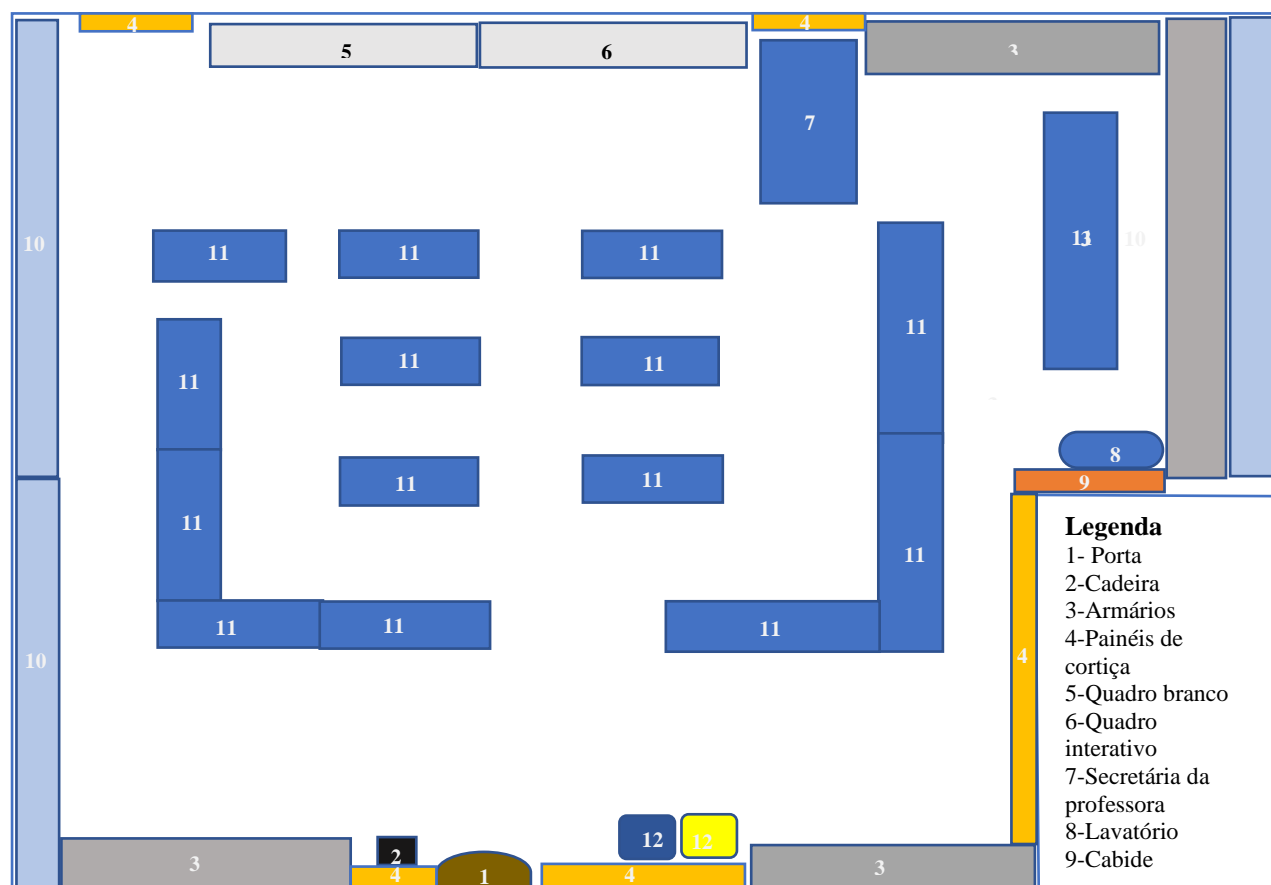 4
4
5
6
3
7
10
11
11
11
11
3
10
11
11
11
11
8
11
11
9
11
11
11
11
11
4
10
Legenda
1- Porta
2-Cadeira
3-Armários
4-Painéis de
cortiça
5-Quadro branco
6-Quadro
interativo
7-Secretária da
professora
8-Lavatório
9-Cabide
12
12
2
3
4
1
4
3